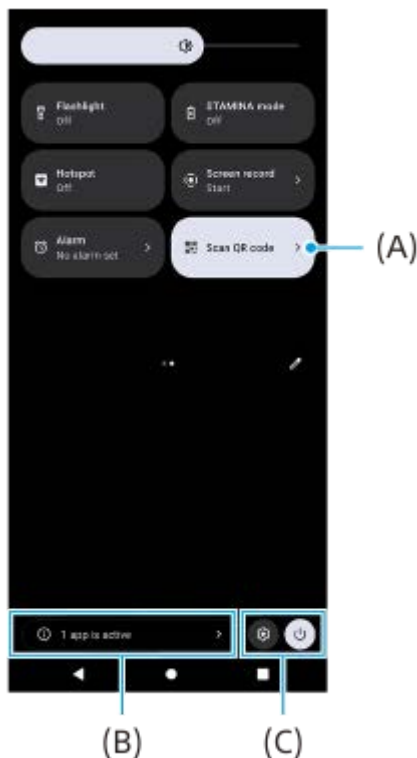 Flashlight
Off
STAMINA mode
Off
Hotspot
Off
Screen record
Start
Alarm
No alarm set
Scan QR code
(A)
1 app is active
(B)
(C)